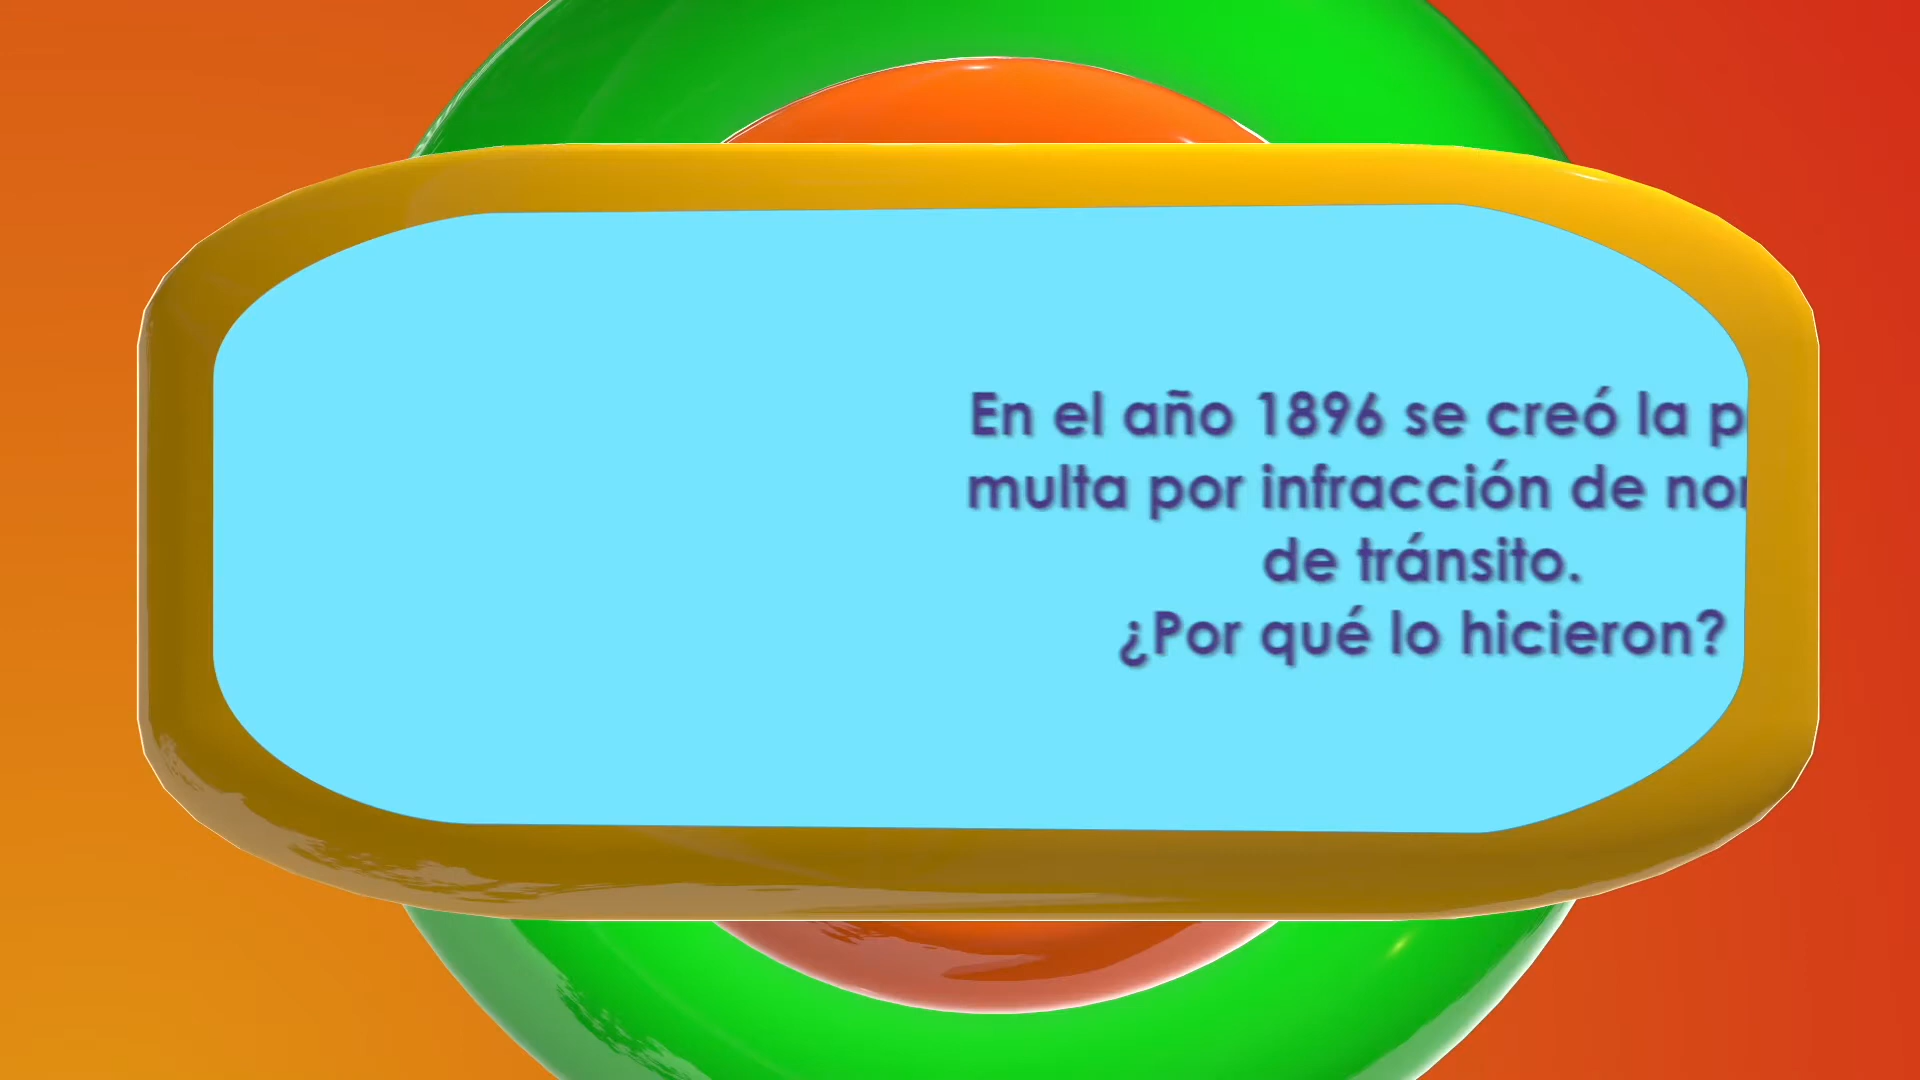 En el año 1896 se creó la
multa por infracción de
de tránsito.
¿Por qué lo hicieron?